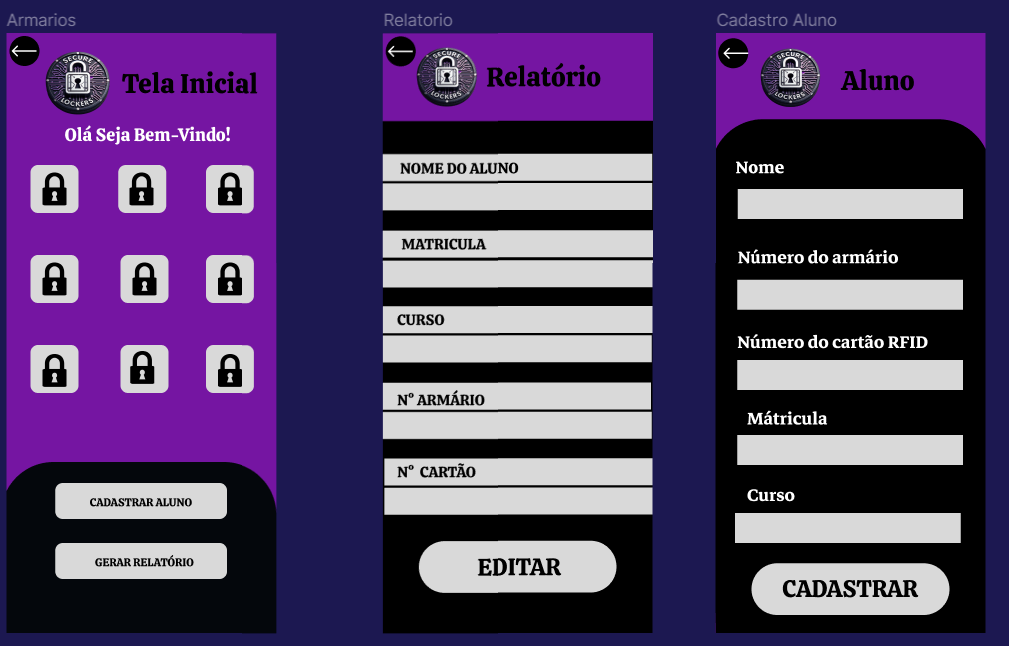 Armarios
SECURE
LOCKERS
Tela Inicial
Olá Seja Bem-Vindo!
CADASTRAR ALUNO
GERAR RELATÓRIO
Relatorio
SECURE
LOCKERS
Relatório
NOME DO ALUNO
MATRICULA
CURSO
N° ARMÁRIO
N° CARTÃO
EDITAR
Cadastro Aluno
SECURE
LOCKERS
Aluno
Nome
Número do armário
Número do cartão RFID
Mátricula
Curso
CADASTRAR